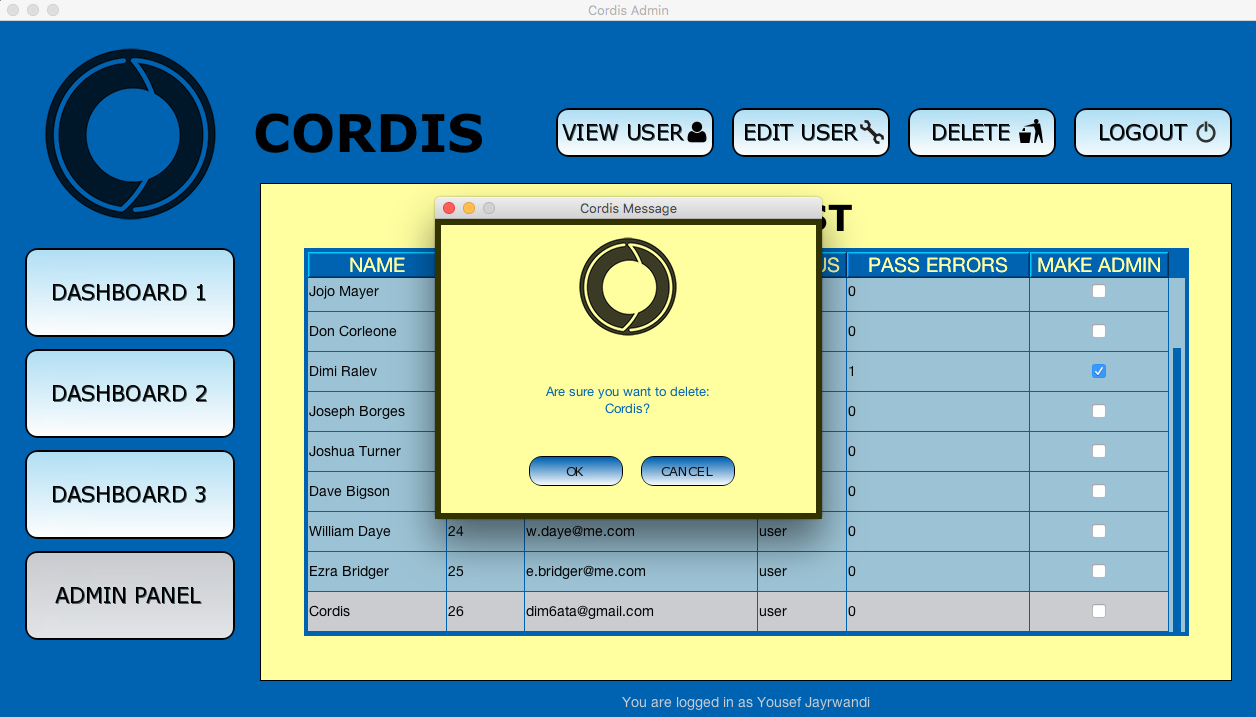 Cordis Admin
CORDIS
VIEW USER
EDIT USER
DELETE
LOGOUT
DASHBOARD 1
DASHBOARD 2
DASHBOARD 3
ADMIN PANEL
Cordis Message
Are sure you want to delete:
Cordis?
OK
CANCEL
NAME PASS ERRORS MAKE ADMIN
Jojo Mayer 0
Don Corleone 0
Dimi Ralev 1
Joseph Borges 0
Joshua Turner 0
Dave Bigson 0
William Daye 24 w.daye@me.com user 0
Ezra Bridger 25 e.bridger@me.com user 0
Cordis 26 dim6ata@gmail.com user 0
You are logged in as Yousef Jayrwandi